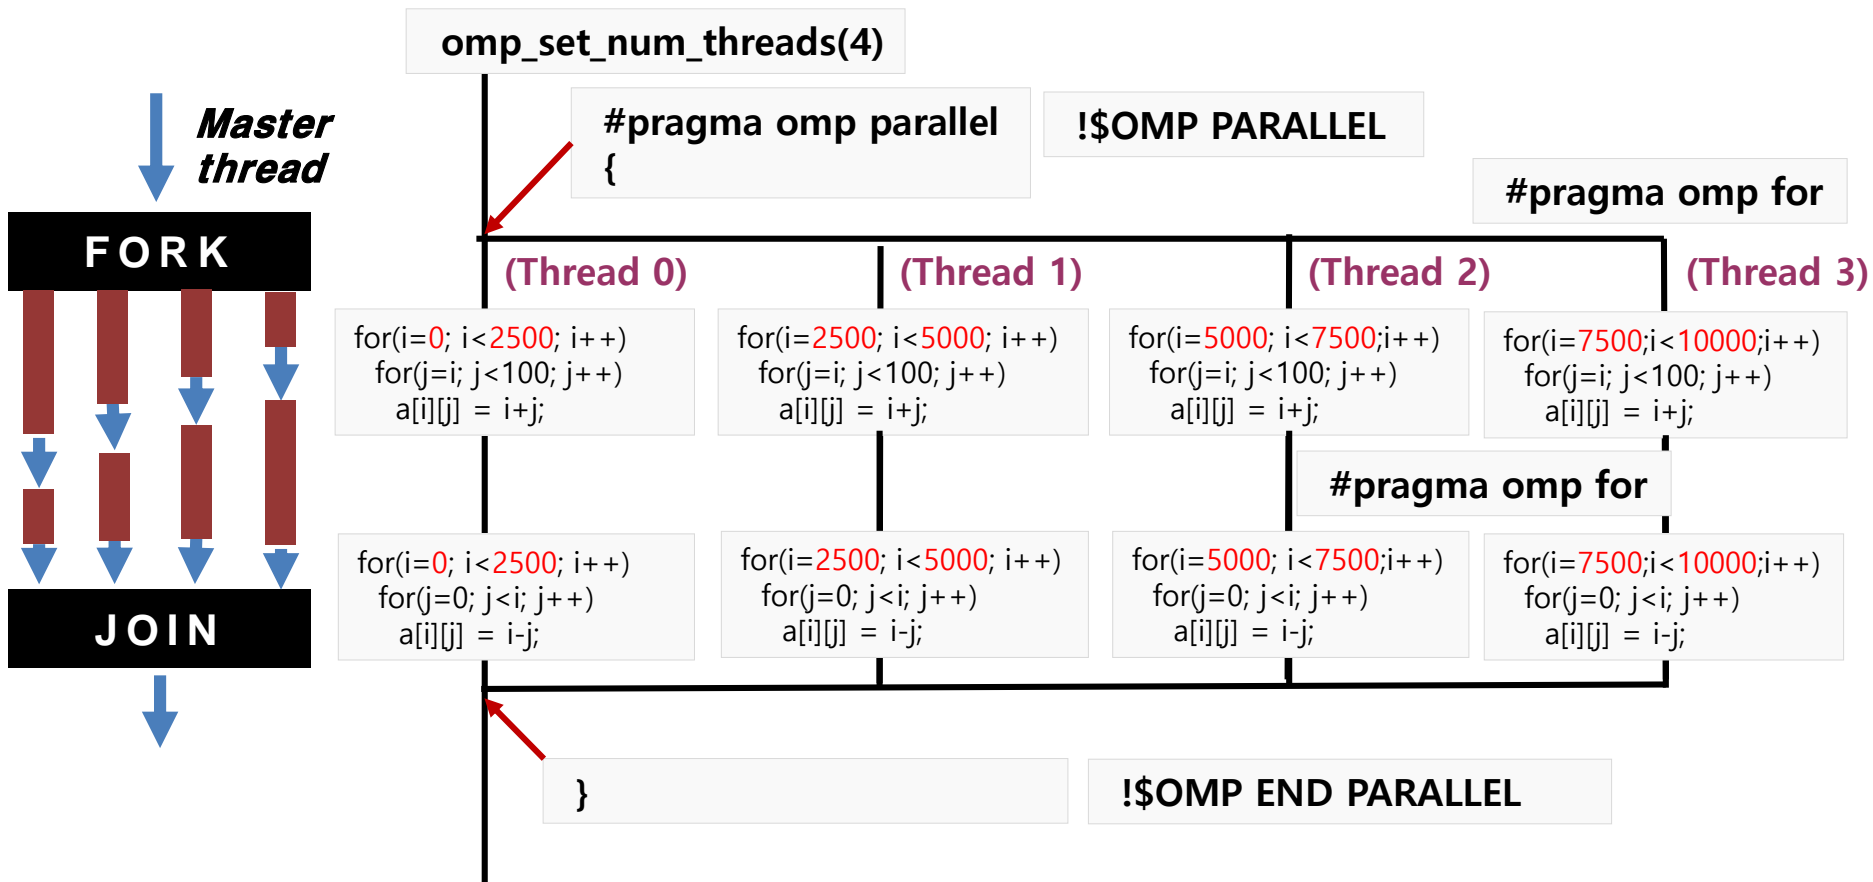 omp_set_num_threads(4)
Master
thread
#pragma omp parallel
{
!$OMP PARALLEL
#pragma omp for
FORK
(Thread 0)
(Thread 1)
(Thread 2)
(Thread 3)
for(i=0; i<2500; i++)
for(j=i; j<100; j++)
a[i][j] = i+j;
for(i=2500; i<5000; i++)
for(j=i; j<100; j++)
a[i][j] = i+j;
for(i=5000; i<7500;i++)
for(j=i; j<100; j++)
a[i][j] = i+j;
for(i=7500;i<10000;i++)
for(j=i; j<100; j++)
a[i][j] = i+j;
#pragma omp for
for(i=0; i<2500; i++)
for(j=0; j<i; j++)
a[i][j] = i-j;
for(i=2500; i<5000; i++)
for(j=0; j<i; j++)
a[i][j] = i-j;
for(i=5000; i<7500;i++)
for(j=0; j<i; j++)
a[i][j] = i-j;
for(i=7500;i<10000;i++)
for(j=0; j<i; j++)
a[i][j] = i-j;
JOIN
}
!$OMP END PARALLEL